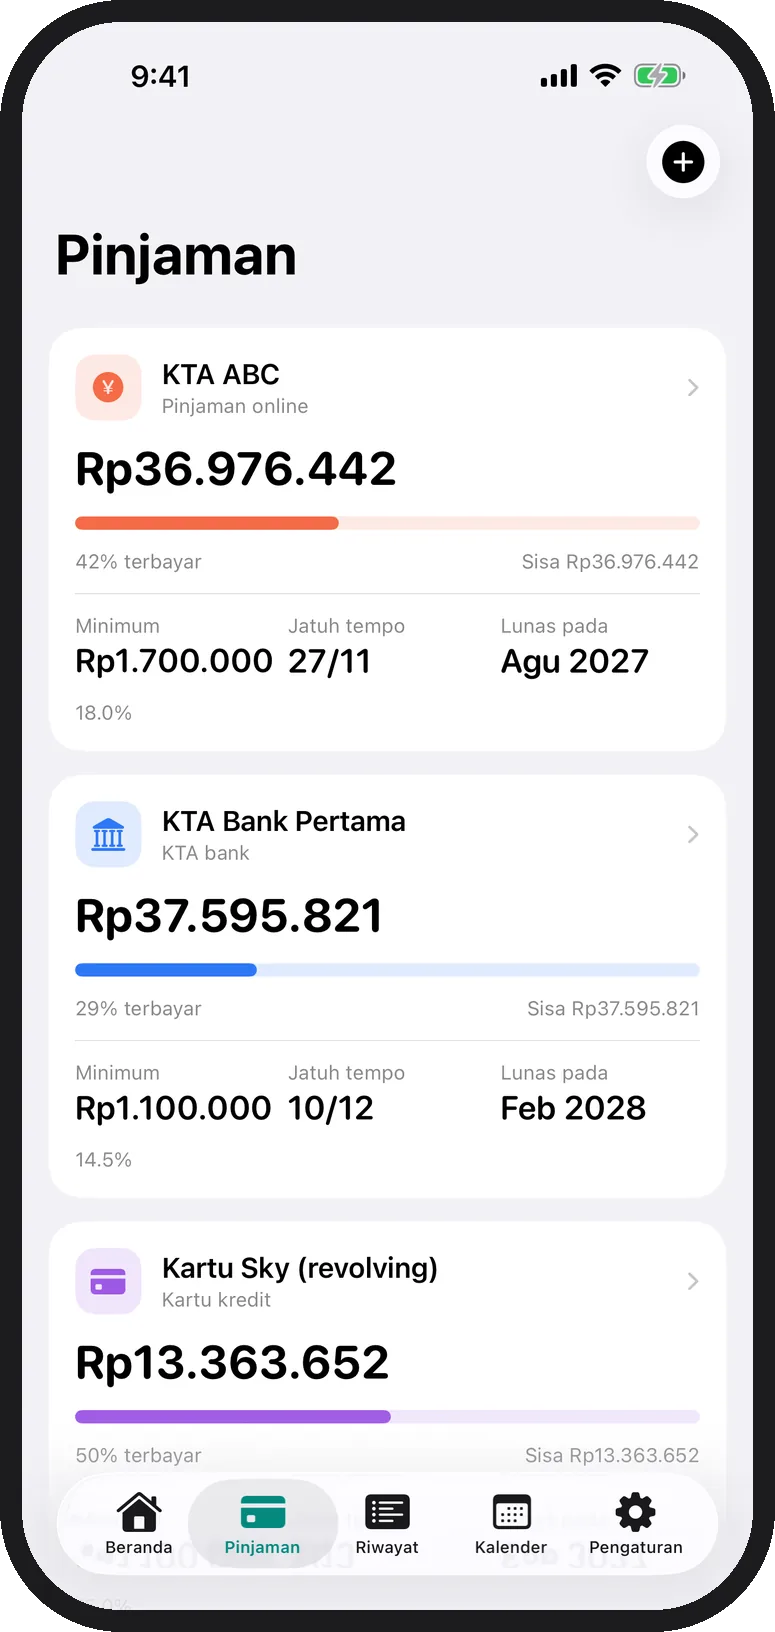 9:41
Pinjaman
KTA ABC
Pinjaman online
Rp36.976.442
42% terbayar
Sisa Rp36.976.442
Minimum
Jatuh tempo
Lunas pada
Rp1.700.000
27/11
Agu 2027
18.0%
KTA Bank Pertama
KTA bank
Rp37.595.821
29% terbayar
Sisa Rp37.595.821
Minimum
Jatuh tempo
Lunas pada
Rp1.100.000
10/12
Feb 2028
14.5%
Kartu Sky (revolving)
Kartu kredit
Rp13.363.652
50% terbayar
Sisa Rp13.363.652
Beranda
Pinjaman
Riwayat
Kalender
Pengaturan